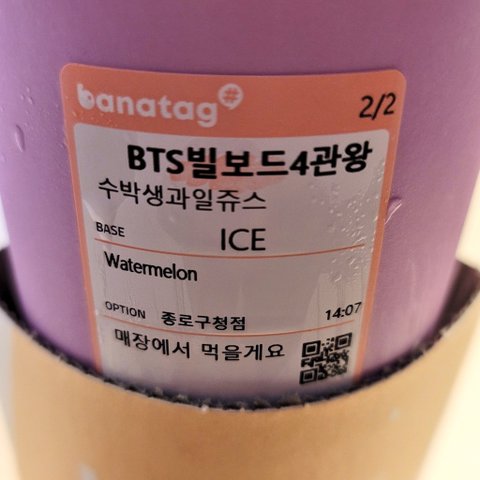 banatag#
2/2
BTS빌보드4관왕
수박생과일쥬스
BASE ICE
Watermelon
OPTION 종로구청점 14:07
매장에서 먹을게요